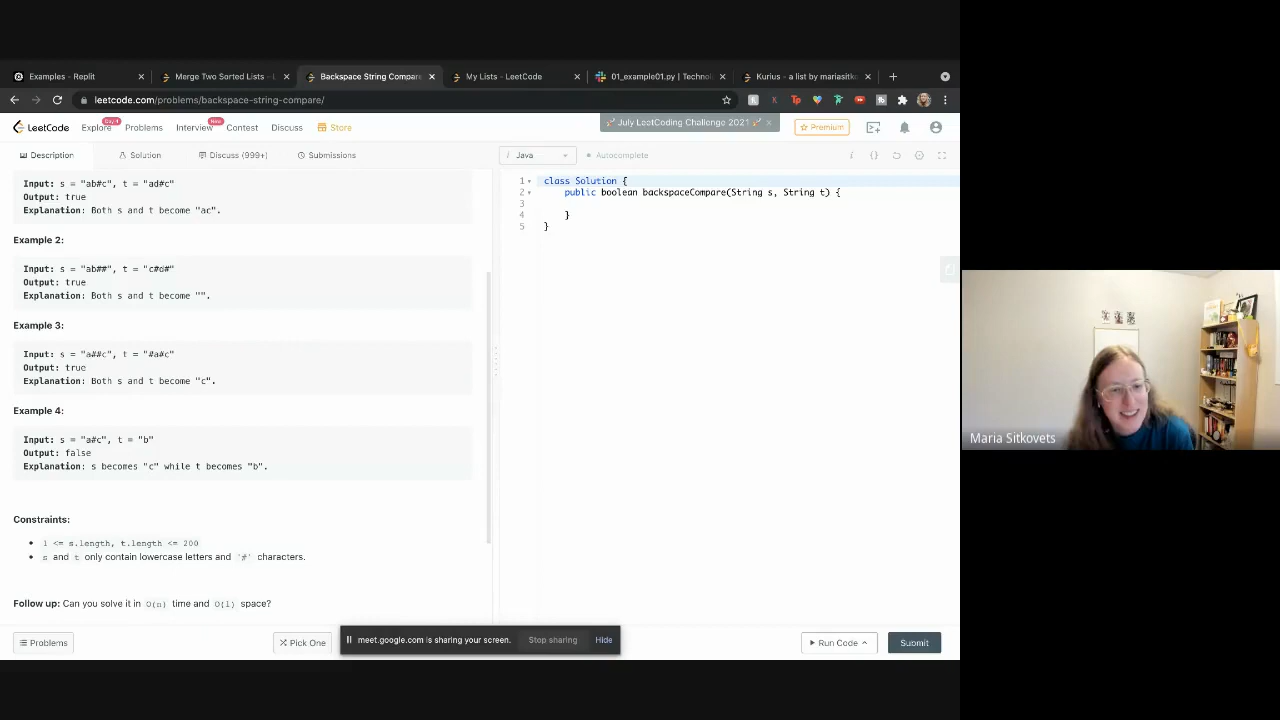 Examples - Replit
Merge Two Sorted Lists - L
Backspace String Compare
My Lists - LeetCode
01_example01.py | Technol
Kurius - a list by mariasitk
leetcode.com/problems/backspace-string-compare/
LeetCode
Explore
Day 4
Problems
Interview
New
Contest
Discuss
Store
July LeetCoding Challenge 2021
Premium
Description
Solution
Discuss (999+)
Submissions
i Java
Autocomplete
Input: s = "ab#c", t = "ad#c"
Output: true
Explanation: Both s and t become "ac".
Example 2:
Input: s = "ab##", t = "c#d#"
Output: true
Explanation: Both s and t become "".
Example 3:
Input: s = "a##c", t = "#a#c"
Output: true
Explanation: Both s and t become "c".
Example 4:
Input: s = "a#c", t = "b"
Output: false
Explanation: s becomes "c" while t becomes "b".
Constraints:
1 <= s.length, t.length <= 200
s and t only contain lowercase letters and '#' characters.
Follow up: Can you solve it in O(n) time and O(1) space?
1 class Solution {
2 public boolean backspaceCompare(String s, String t) {
3
4 }
5 }
Problems
Pick One
meet.google.com is sharing your screen.
Stop sharing
Hide
Run Code
Submit
Maria Sitkovets